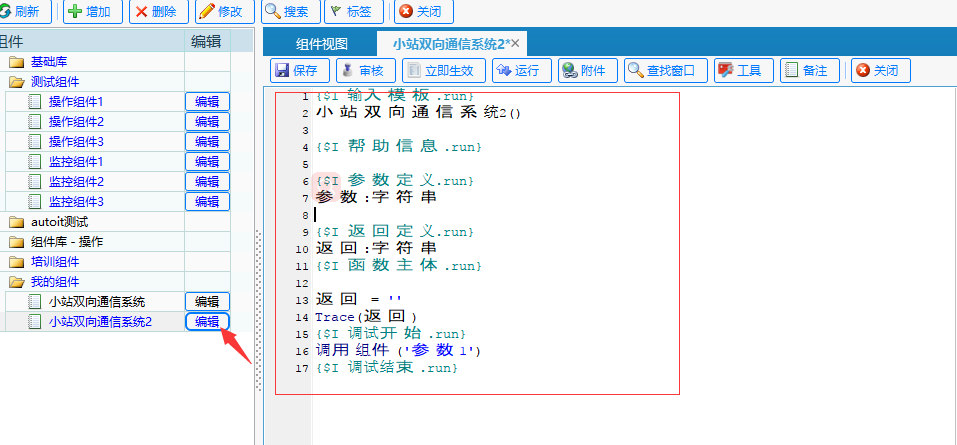 刷新 增加 删除 修改 搜索 标签 关闭
组件 编辑
基础库
测试组件
操作组件1 编辑
操作组件2 编辑
操作组件3 编辑
监控组件1 编辑
监控组件2 编辑
监控组件3 编辑
autoit测试
组件库 - 操作
培训组件
我的组件
小站双向通信系统 编辑
小站双向通信系统2 编辑
组件视图 小站双向通信系统2*
保存 审核 立即生效 运行 附件 查找窗口 工具 备注 关闭
1 {$I 输入模板.run}
2 小站双向通信系统2()
3
4 {$I 帮助信息.run}
5
6 {$I 参数定义.run}
7 参数:字符串
8
9 {$I 返回定义.run}
10 返回:字符串
11 {$I 函数主体.run}
12
13 返回 = ''
14 Trace(返回)
15 {$I 调试开始.run}
16 调用组件('参数1')
17 {$I 调试结束.run}